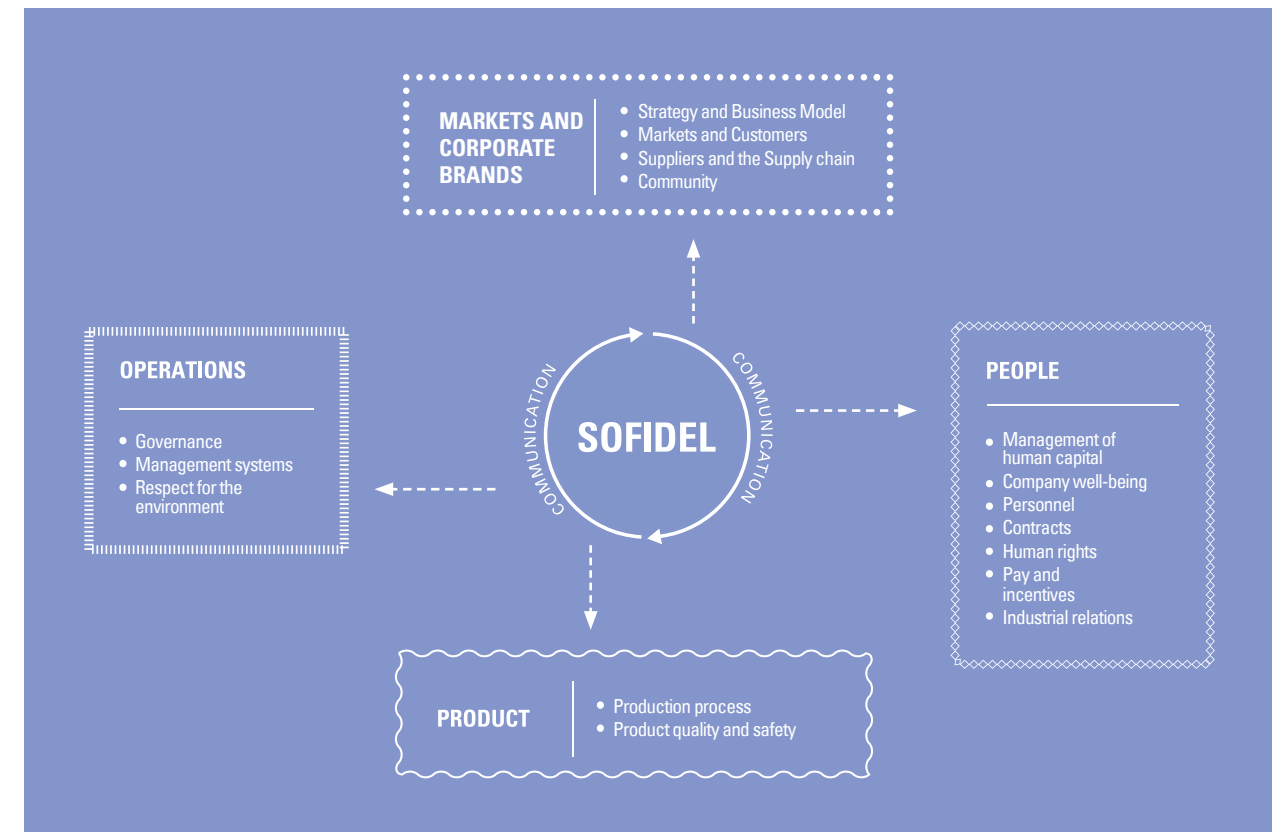 MARKETS AND
CORPORATE
BRANDS
Strategy and Business Model
Markets and Customers
Suppliers and the Supply chain
Community
OPERATIONS
Governance
Management systems
Respect for the
environment
COMMUNICATION
SOFIDEL
COMMUNICATION
PEOPLE
Management of
human capital
Company well-being
Personnel
Contracts
Human rights
Pay and
incentives
Industrial relations
PRODUCT
Production process
Product quality and safety